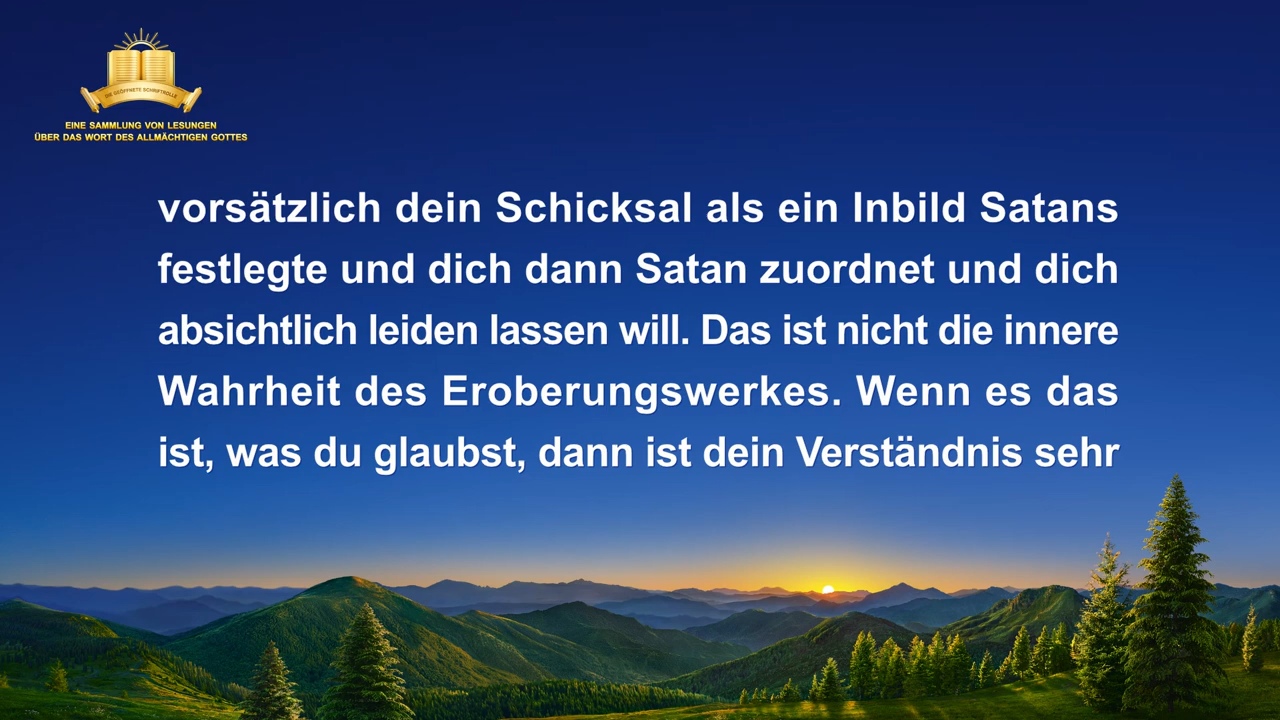 DIE GEÖFFNETE SCHRIFTROLLE
EINE SAMMLUNG VON LESUNGEN
ÜBER DAS WORT DES ALLMÄCHTIGEN GOTTES
vorsätzlich dein Schicksal als ein Inbild Satans
festlegte und dich dann Satan zuordnet und dich
absichtlich leiden lassen will. Das ist nicht die innere
Wahrheit des Eroberungswerkes. Wenn es das
ist, was du glaubst, dann ist dein Verständnis sehr